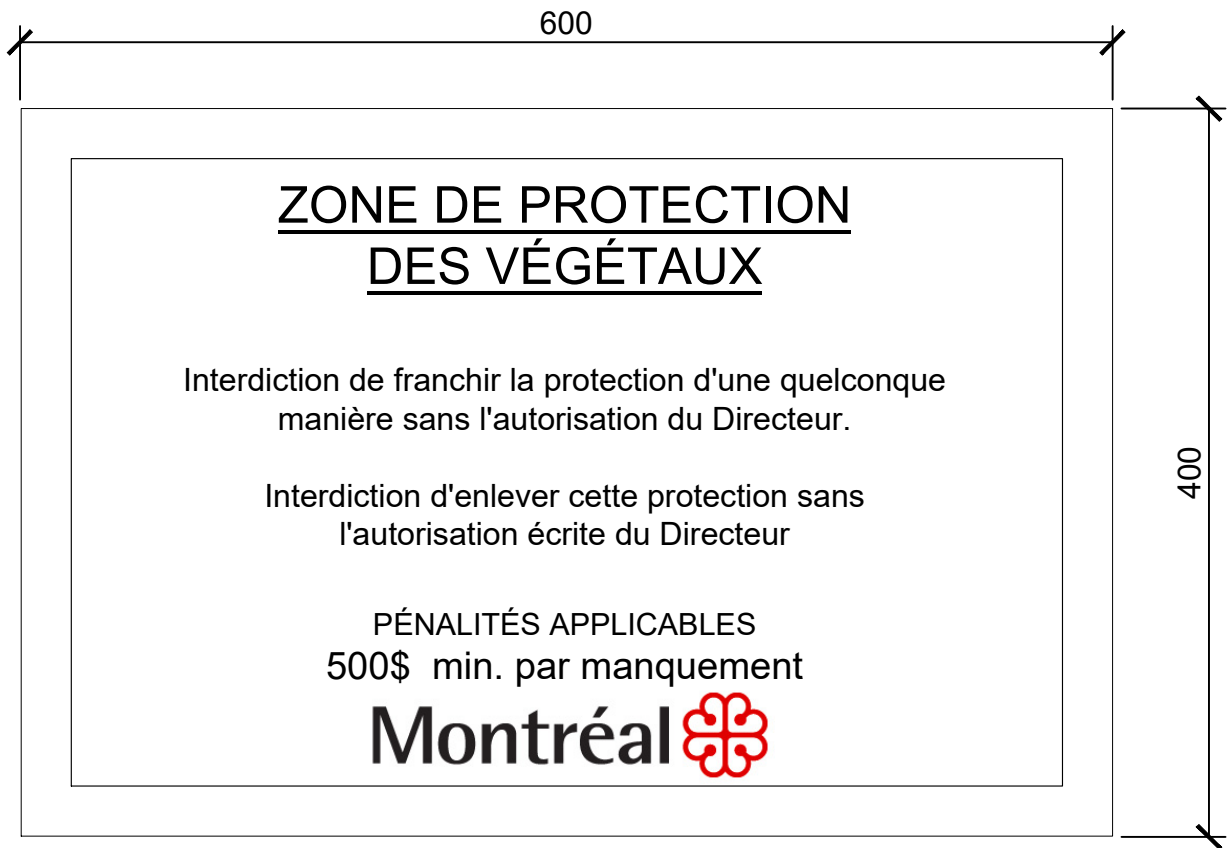 600
ZONE DE PROTECTION
DES VÉGÉTAUX
Interdiction de franchir la protection d'une quelconque
manière sans l'autorisation du Directeur.
Interdiction d'enlever cette protection sans
l'autorisation écrite du Directeur
PÉNALITÉS APPLICABLES
500$ min. par manquement
Montréal
400